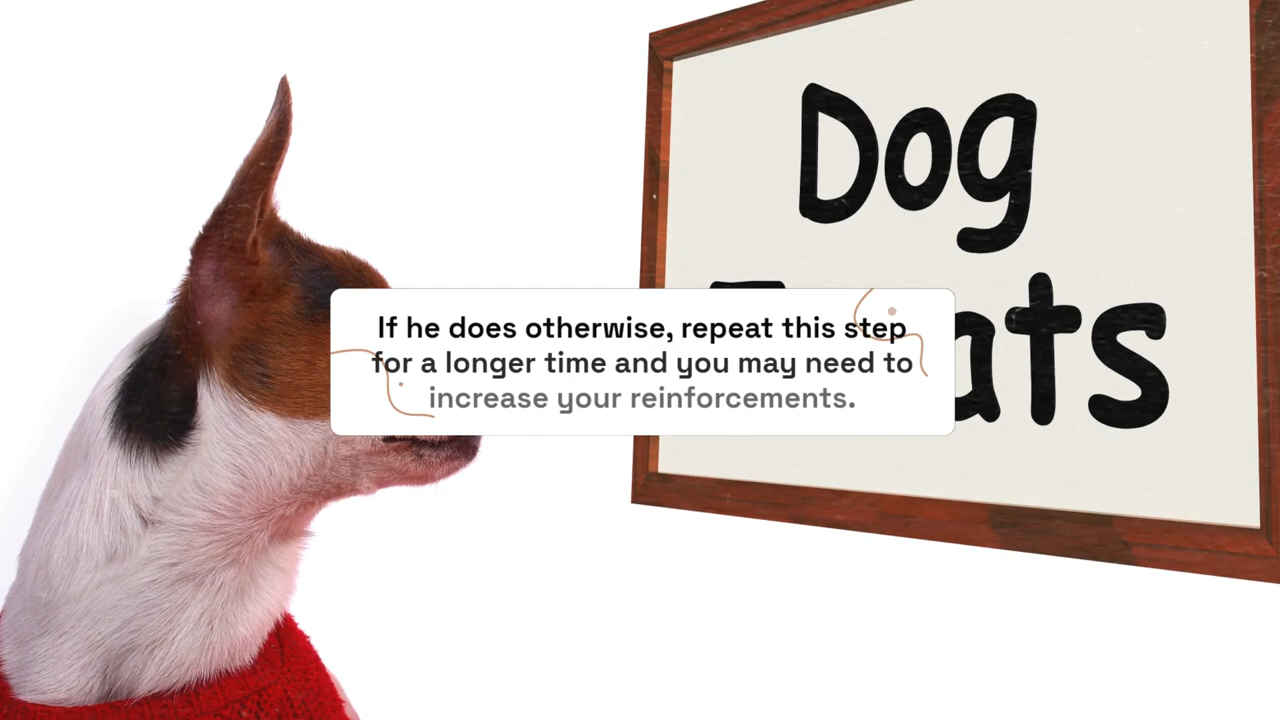 Dog
If he does otherwise, repeat this step
for a longer time and you may need to
increase your reinforcements.